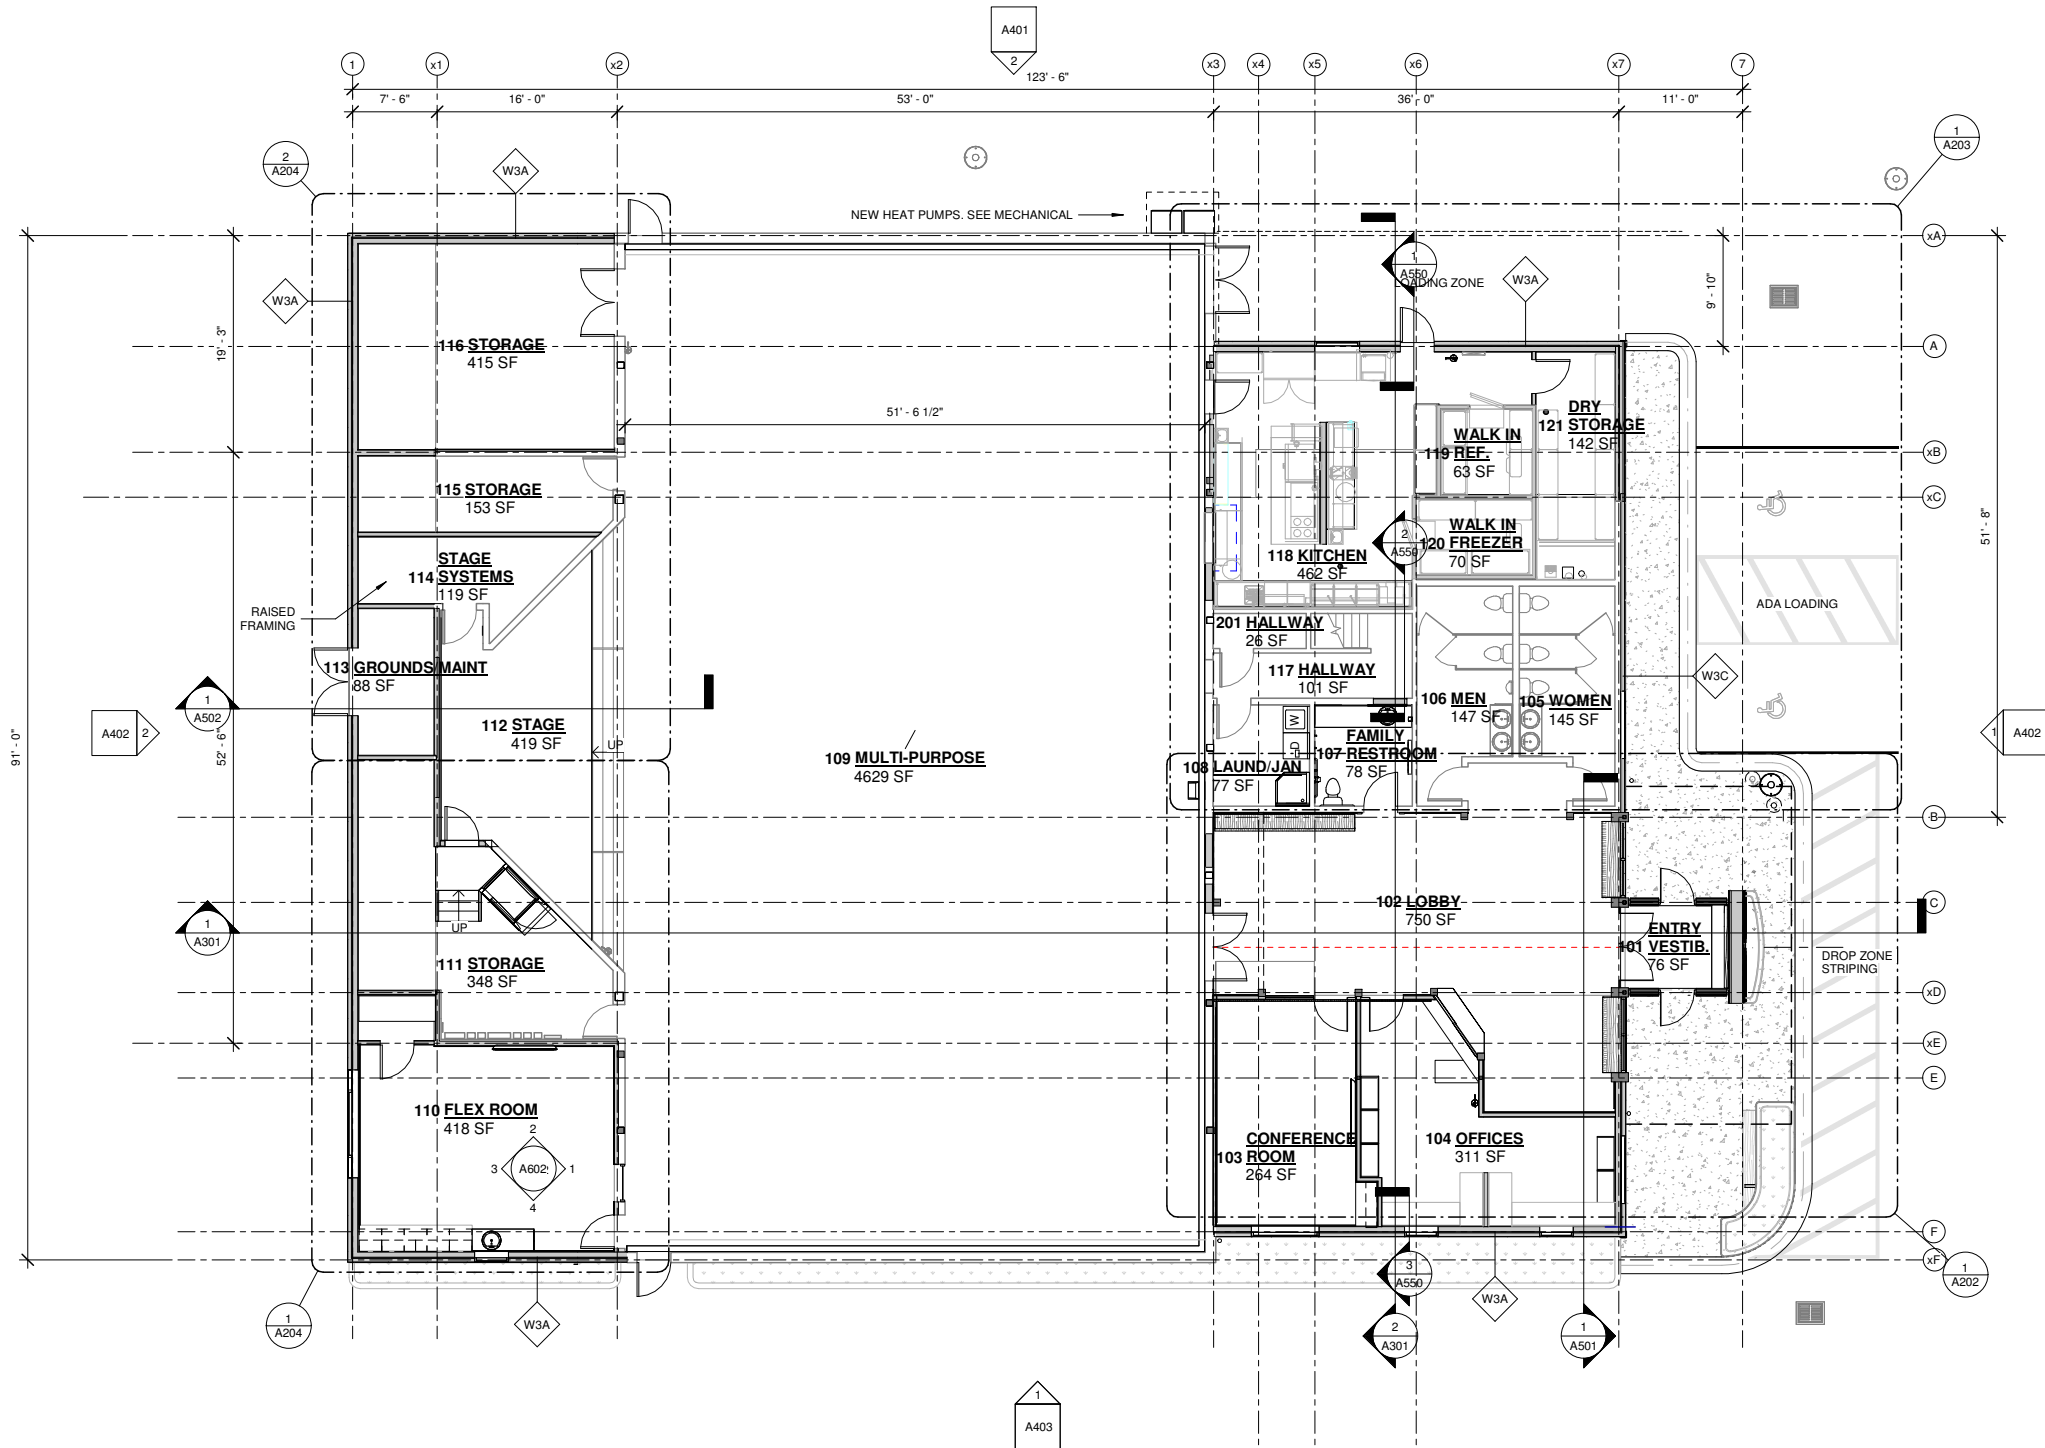 A401
2
1
x1
x2
x3
x4
x5
x6
x7
7
123' - 6"
7' - 6"
16' - 0"
53' - 0"
36' - 0"
11' - 0"
2
A204
W3A
1
A203
NEW HEAT PUMPS. SEE MECHANICAL
xA
W3A
1
A550
LOADING ZONE
W3A
9' - 10"
19' - 3"
116 STORAGE
415 SF
A
51' - 6 1/2"
DRY
121 STORAGE
142 SF
WALK IN
119 REF.
63 SF
xB
115 STORAGE
153 SF
xC
WALK IN
120 FREEZER
70 SF
2
A550
118 KITCHEN
462 SF
51' - 8"
STAGE
114 SYSTEMS
119 SF
RAISED
FRAMING
ADA LOADING
201 HALLWAY
26 SF
113 GROUNDS/MAINT
88 SF
117 HALLWAY
101 SF
W3C
1
A502
106 MEN
147 SF
105 WOMEN
145 SF
A402
2
91' - 0"
52' - 6"
112 STAGE
419 SF
UP
W
D
1
A402
109 MULTI-PURPOSE
4629 SF
FAMILY
107 RESTROOM
78 SF
108 LAUND/JAN
77 SF
B
102 LOBBY
750 SF
C
1
A301
UP
ENTRY
101 VESTIB.
76 SF
111 STORAGE
348 SF
DROP ZONE
STRIPING
xD
xE
E
110 FLEX ROOM
418 SF
2
3
A602
1
4
CONFERENCE
103 ROOM
264 SF
104 OFFICES
311 SF
F
xF
1
A202
3
A550
W3A
1
A204
W3A
2
A301
1
A501
1
A403